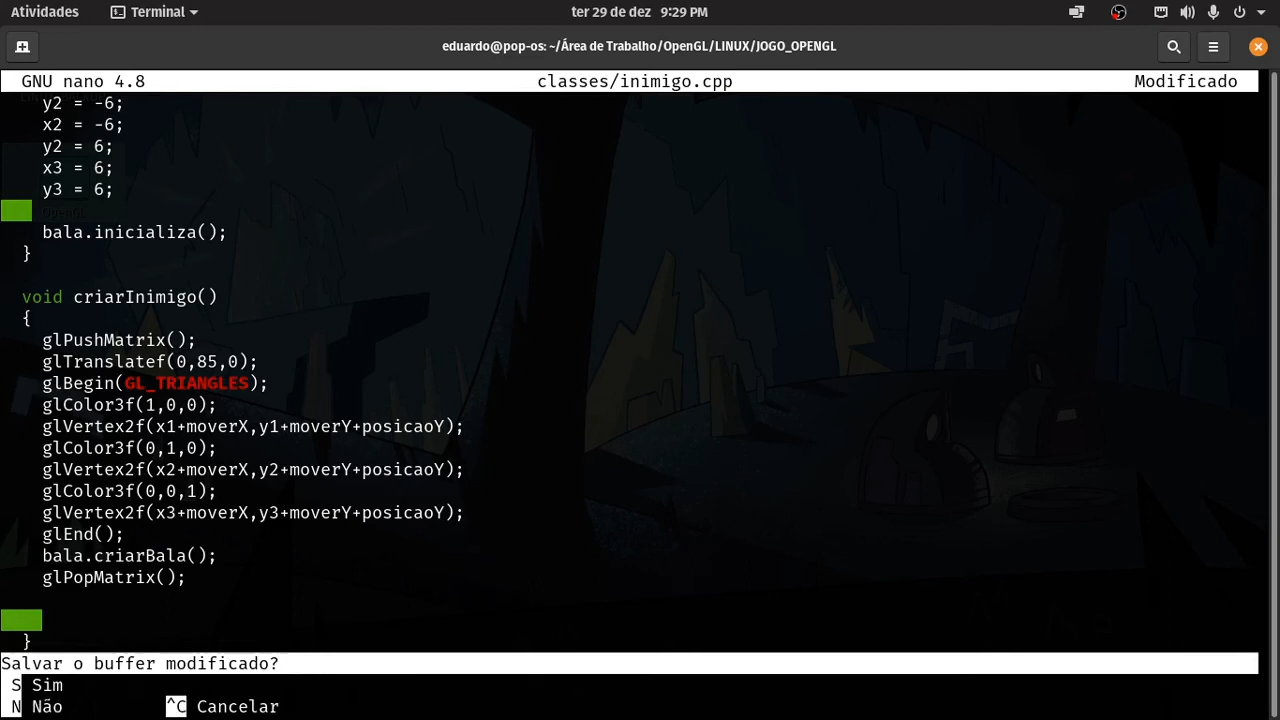 Atividades Terminal ter 29 de dez 9:29 PM
eduardo@pop-os: ~/Área de Trabalho/OpenGL/LINUX/JOGO_OPENGL
GNU nano 4.8 classes/inimigo.cpp Modificado
y2 = -6;
x2 = -6;
y2 = 6;
x3 = 6;
y3 = 6;
OpenGL
bala.inicializa();
}
void criarInimigo()
{
glPushMatrix();
glTranslatef(0,85,0);
glBegin(GL_TRIANGLES);
glColor3f(1,0,0);
glVertex2f(x1+moverX,y1+moverY+posicaoY);
glColor3f(0,1,0);
glVertex2f(x2+moverX,y2+moverY+posicaoY);
glColor3f(0,0,1);
glVertex2f(x3+moverX,y3+moverY+posicaoY);
glEnd();
bala.criarBala();
glPopMatrix();
}
Salvar o buffer modificado?
S Sim
N Não ^C Cancelar